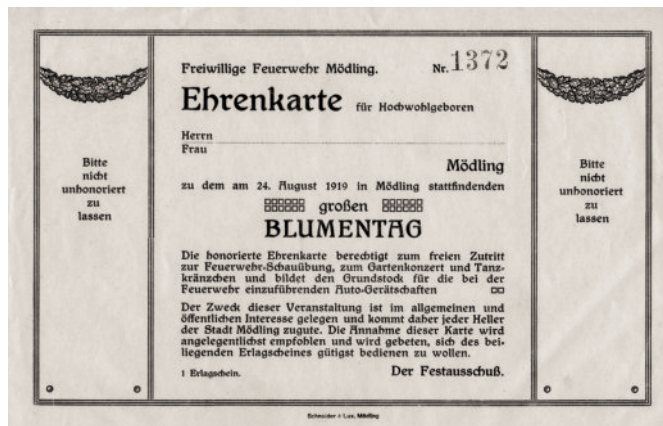 Freiwillige Feuerwehr Mödling. Nr. 1372
Ehrenkarte für Hochwohlgeboren
Herrn
Frau
Mödling
zu dem am 24. August 1919 in Mödling stattfindenden
großen
BLUMENTAG
Die honorierte Ehrenkarte berechtigt zum freien Zutritt
zur Feuerwehr-Schauübung, zum Gartenkonzert und Tanz-
kränzchen und bildet den Grundstock für die bei der
Feuerwehr einzuführenden Auto-Gerätschaften
Der Zweck dieser Veranstaltung ist im allgemeinen und
öffentlichen Interesse gelegen und kommt daher jeder Heller
der Stadt Mödling zugute. Die Annahme dieser Karte wird
angelegentlichst empfohlen und wird gebeten, sich des bei-
liegenden Erlagscheines gütigst bedienen zu wollen.
1 Erlagschein. Der Festausschuß.
Bitte
nicht
unhonoriert
zu
lassen
Bitte
nicht
unhonoriert
zu
lassen
Schneider & Lux, Mödling